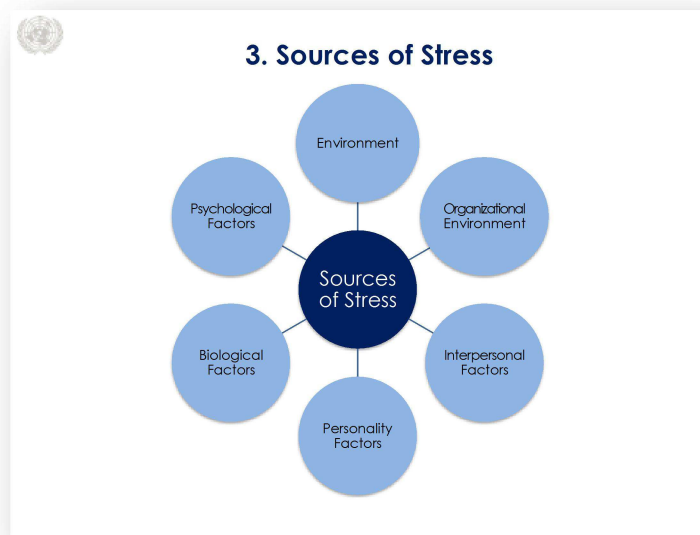 3. Sources of Stress
Environment
Organizational
Environment
Interpersonal
Factors
Personality
Factors
Biological
Factors
Psychological
Factors
Sources
of Stress